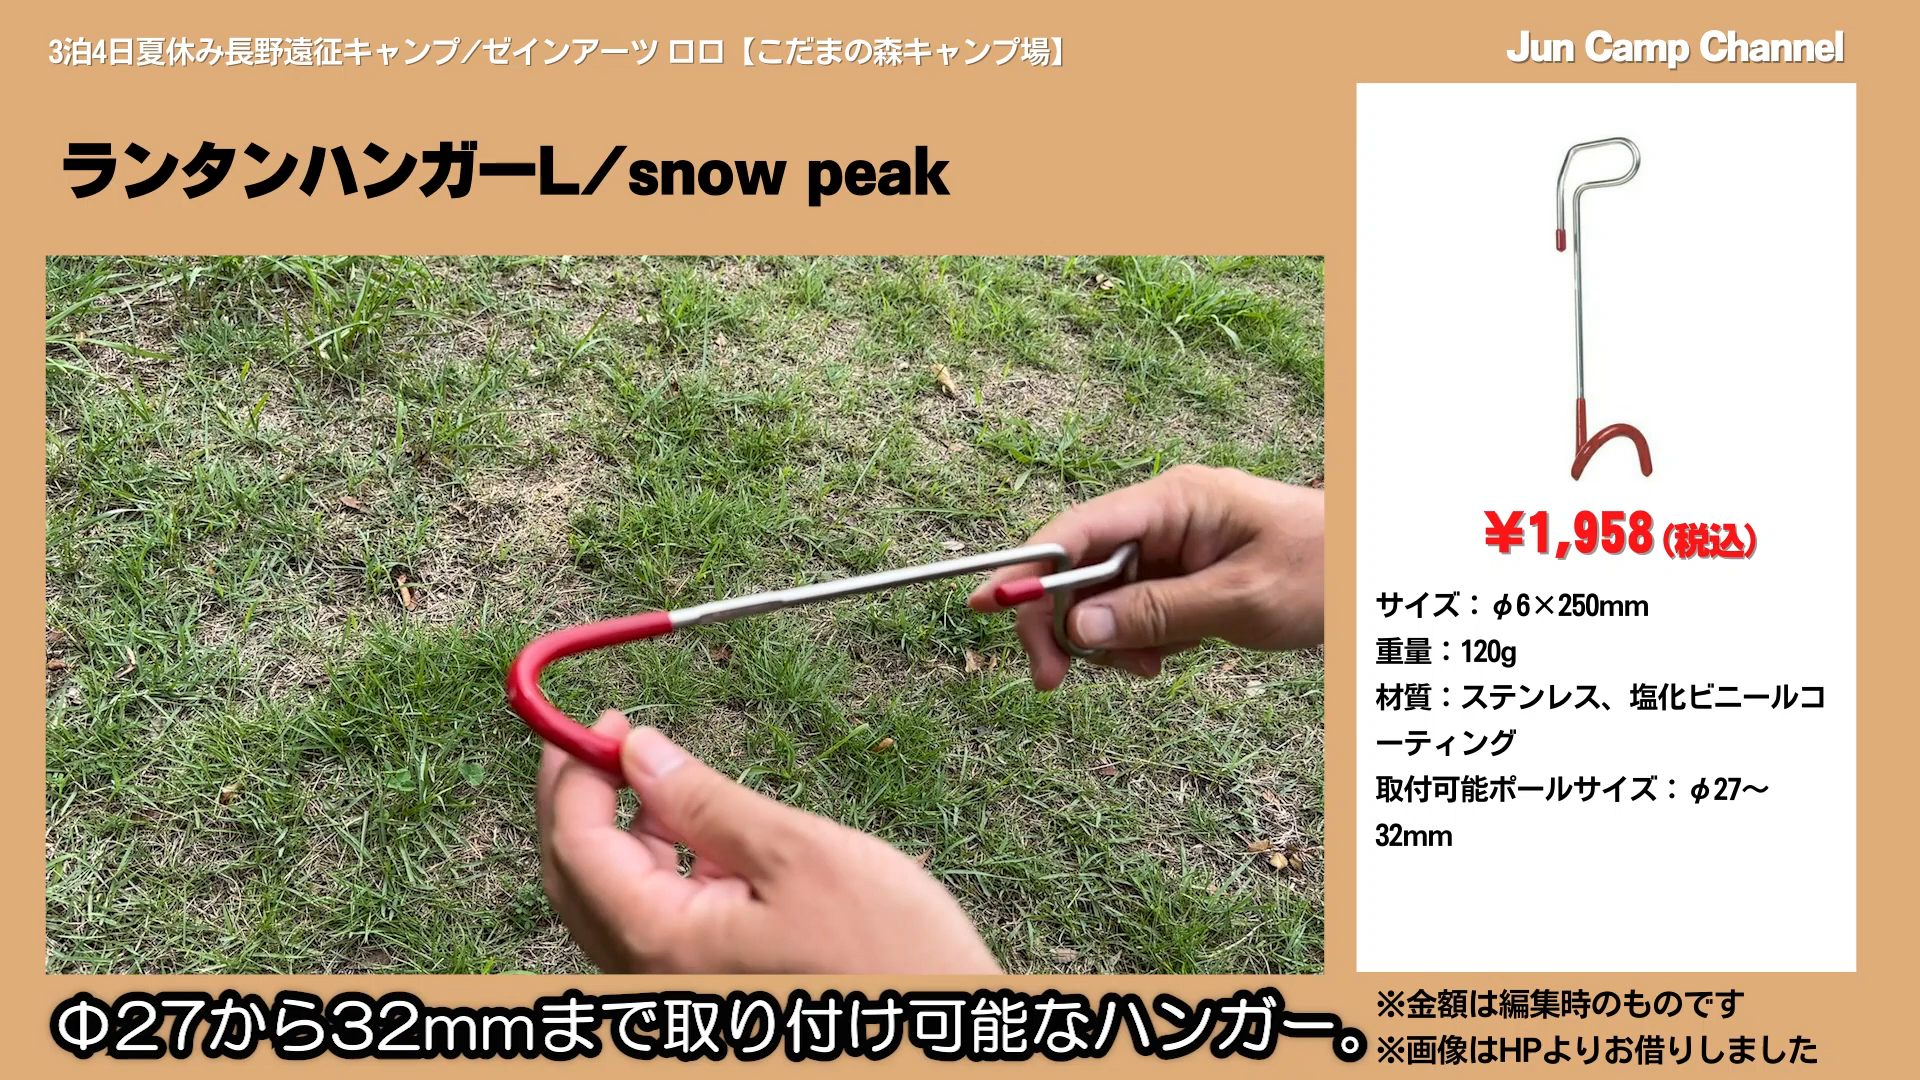 3泊4日夏休み長野遠征キャンプ/ゼインアーツ ロロ【こだまの森キャンプ場】
Jun Camp Channel
ランタンハンガーL/snow peak
¥1,958(税込)
サイズ：φ6×250mm
重量：120g
材質：ステンレス、塩化ビニールコ
ーティング
取付可能ポールサイズ：φ27〜
32mm
Φ27から32mmまで取り付け可能なハンガー。
※金額は編集時のものです
※画像はHPよりお借りしました